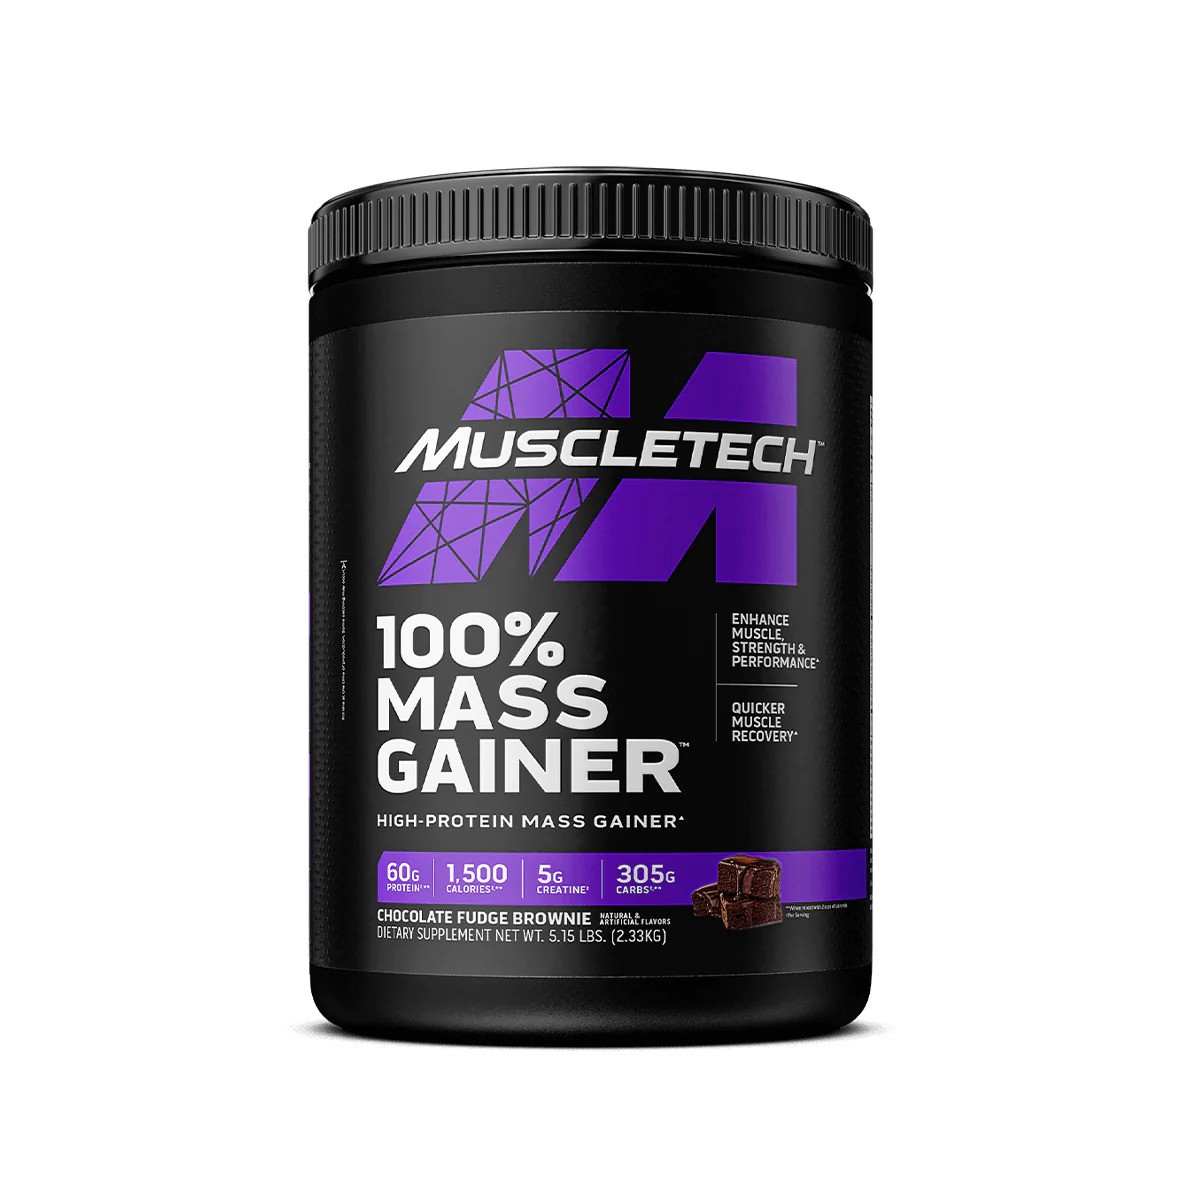 MUSCLETECH™
100%
MASS
GAINER™
HIGH-PROTEIN MASS GAINER▲
ENHANCE
MUSCLE,
STRENGTH &
PERFORMANCE▲
QUICKER
MUSCLE
RECOVERY▲
60G
PROTEIN‡**
1,500
CALORIES‡**
5G
CREATINE‡
305G
CARBS‡**
CHOCOLATE FUDGE BROWNIE
NATURAL &
ARTIFICIAL FLAVORS
DIETARY SUPPLEMENT NET WT. 5.15 LBS. (2.33KG)
‡Per Serving